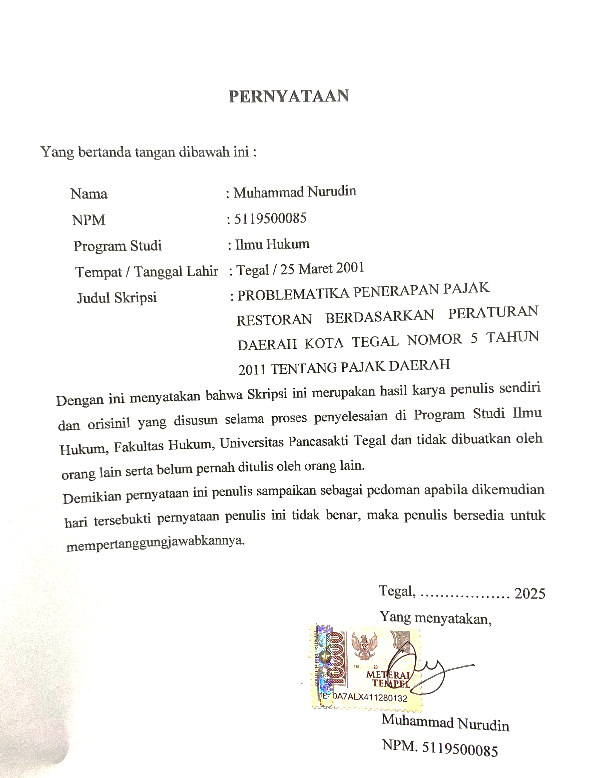 PERNYATAAN
Yang bertanda tangan dibawah ini :
Nama : Muhammad Nurudin
NPM : 5119500085
Program Studi : Ilmu Hukum
Tempat / Tanggal Lahir : Tegal / 25 Maret 2001
Judul Skripsi : PROBLEMATIKA PENERAPAN PAJAK
RESTORAN BERDASARKAN PERATURAN
DAERAH KOTA TEGAL NOMOR 5 TAHUN
2011 TENTANG PAJAK DAERAH
Dengan ini menyatakan bahwa Skripsi ini merupakan hasil karya penulis sendiri
dan orisinil yang disusun selama proses penyelesaian di Program Studi Ilmu
Hukum, Fakultas Hukum, Universitas Pancasakti Tegal dan tidak dibuatkan oleh
orang lain serta belum pernah ditulis oleh orang lain.
Demikian pernyataan ini penulis sampaikan sebagai pedoman apabila dikemudian
hari tersebukti pernyataan penulis ini tidak benar, maka penulis bersedia untuk
mempertanggungjawabkannya.
Tegal, .................. 2025
Yang menyatakan,
10000
METERAI
TEMPEL
0A7ALX411280132
Muhammad Nurudin
NPM. 5119500085